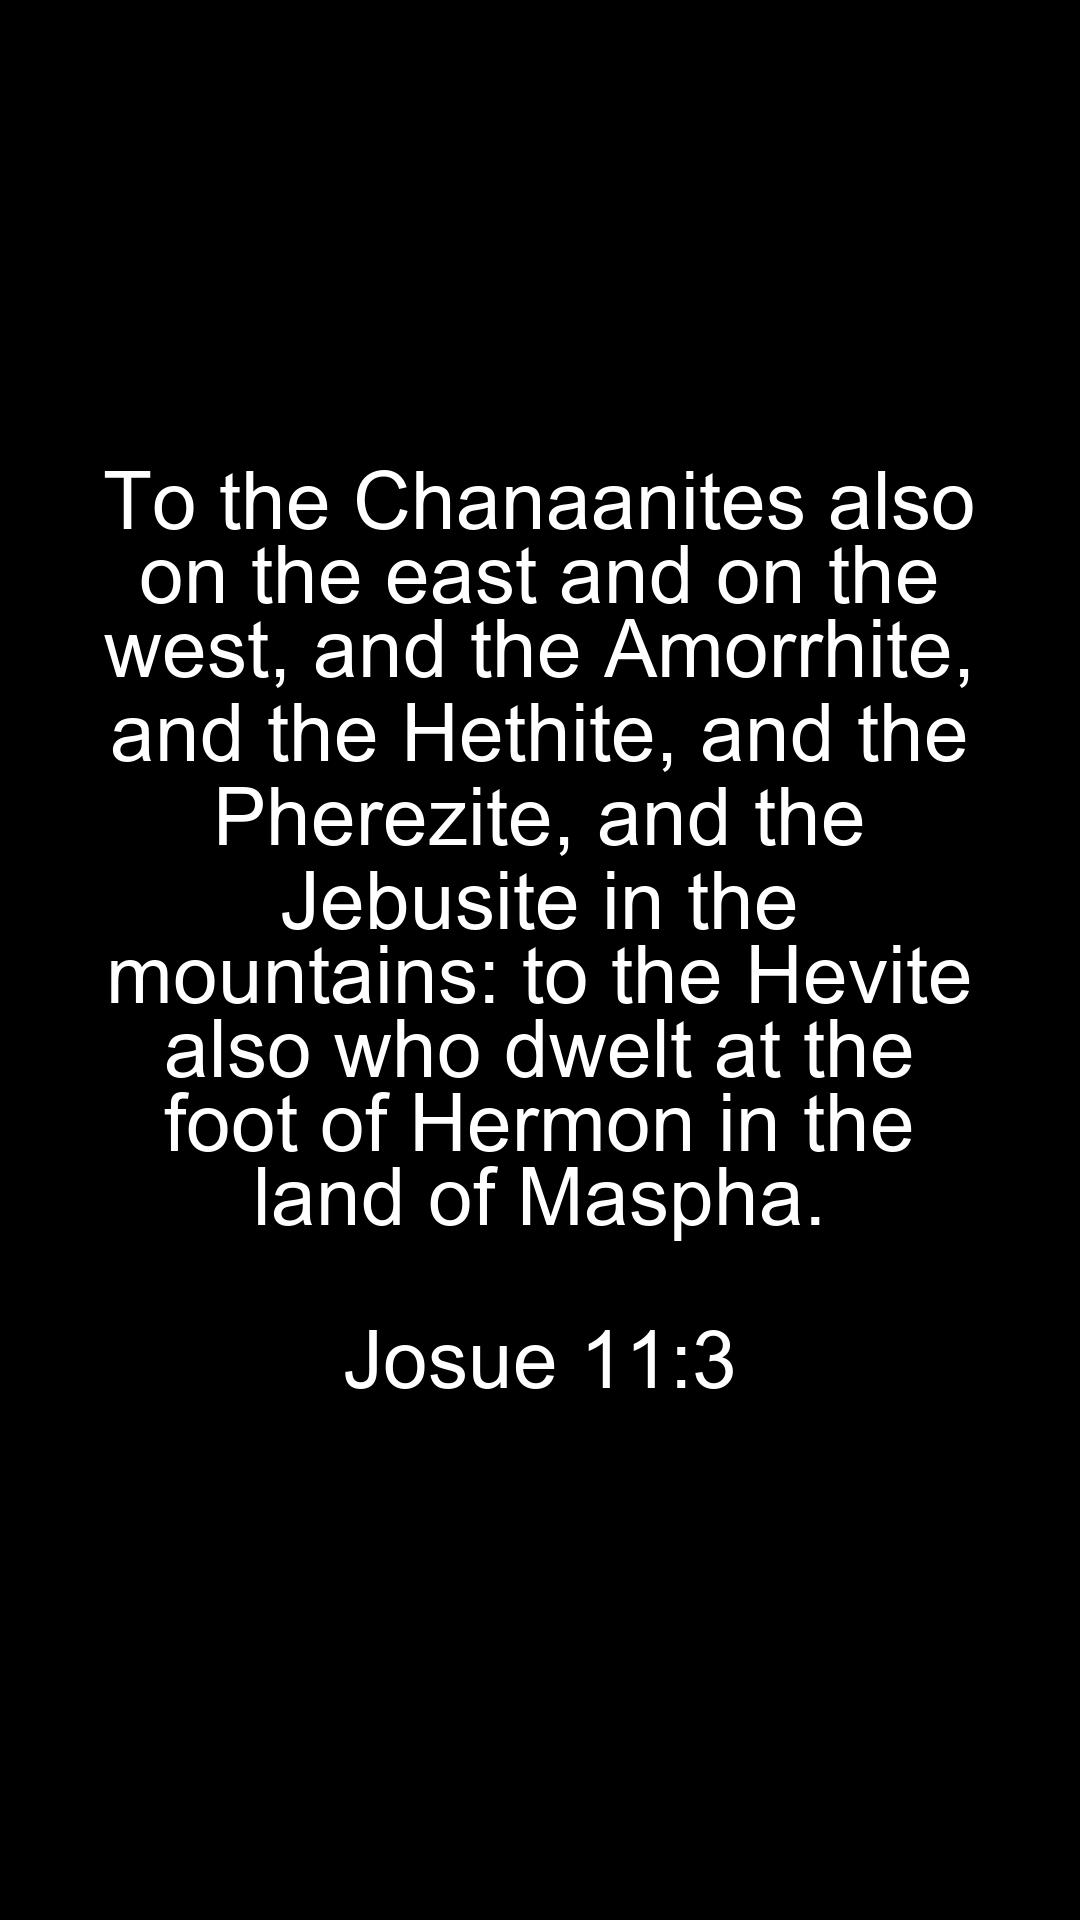 To the Chanaanites also
on the east and on the
west, and the Amorrhite,
and the Hethite, and the
Pherezite, and the
Jebusite in the
mountains: to the Hevite
also who dwelt at the
foot of Hermon in the
land of Maspha.
Josue 11:3